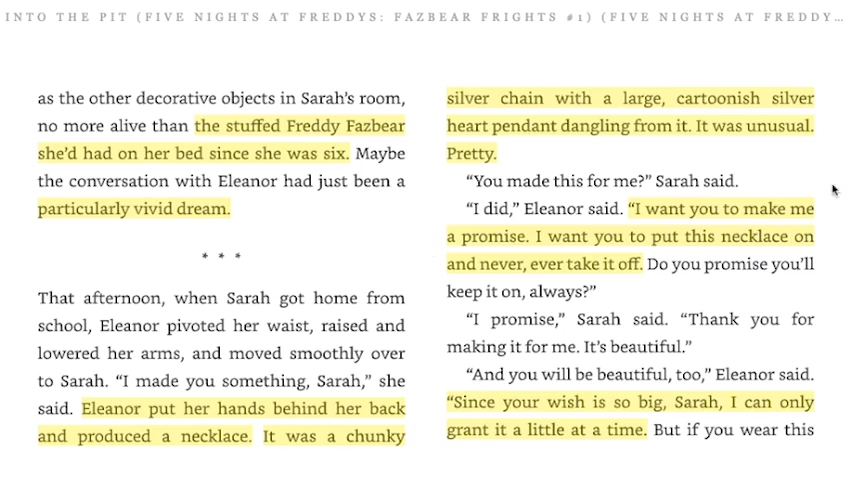 INTO THE PIT (FIVE NIGHTS AT FREDDYS: FAZBEAR FRIGHTS #1) (FIVE NIGHTS AT FREDDY…
as the other decorative objects in Sarah’s room,
no more alive than the stuffed Freddy Fazbear
she’d had on her bed since she was six. Maybe
the conversation with Eleanor had just been a
particularly vivid dream.
* * *
That afternoon, when Sarah got home from
school, Eleanor pivoted her waist, raised and
lowered her arms, and moved smoothly over
to Sarah. “I made you something, Sarah,” she
said. Eleanor put her hands behind her back
and produced a necklace. It was a chunky
silver chain with a large, cartoonish silver
heart pendant dangling from it. It was unusual.
Pretty.
“You made this for me?” Sarah said.
“I did,” Eleanor said. “I want you to make me
a promise. I want you to put this necklace on
and never, ever take it off. Do you promise you’ll
keep it on, always?”
“I promise,” Sarah said. “Thank you for
making it for me. It’s beautiful.”
“And you will be beautiful, too,” Eleanor said.
“Since your wish is so big, Sarah, I can only
grant it a little at a time. But if you wear this